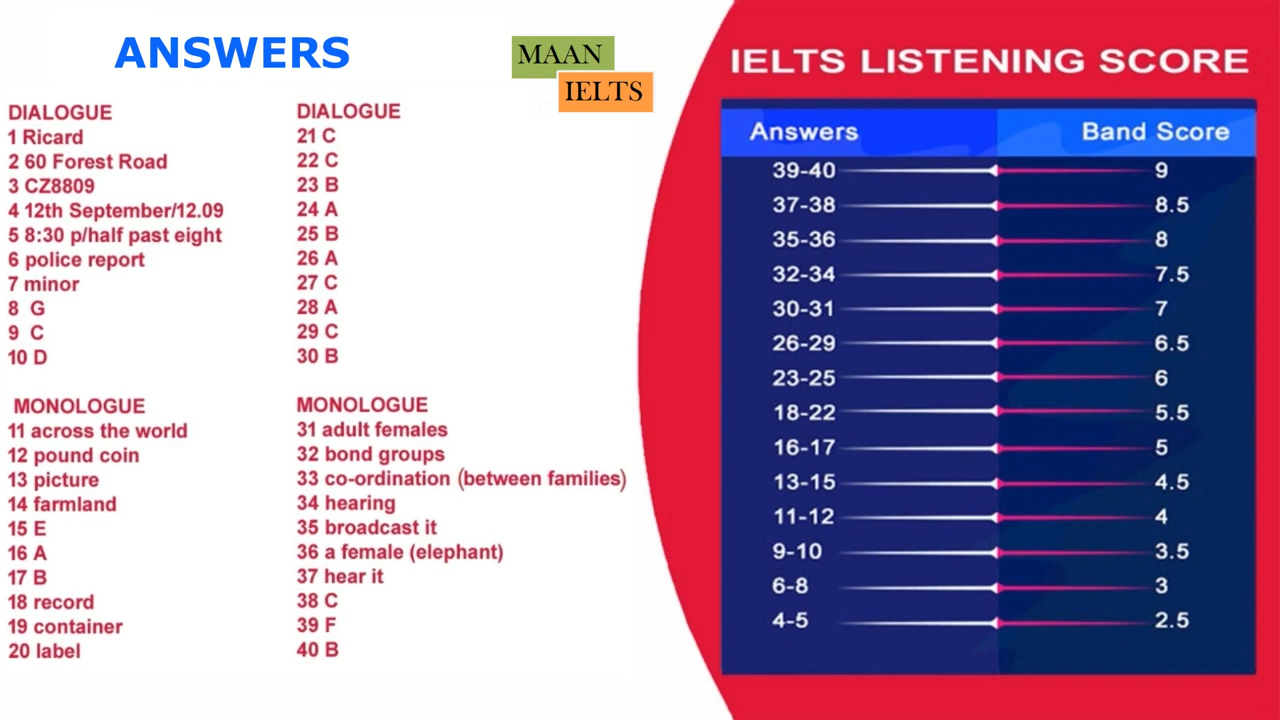 ANSWERS
MAAN
IELTS
DIALOGUE
1 Ricard
2 60 Forest Road
3 CZ8809
4 12th September/12.09
5 8:30 p/half past eight
6 police report
7 minor
8 G
9 C
10 D
MONOLOGUE
11 across the world
12 pound coin
13 picture
14 farmland
15 E
16 A
17 B
18 record
19 container
20 label
DIALOGUE
21 C
22 C
23 B
24 A
25 B
26 A
27 C
28 A
29 C
30 B
MONOLOGUE
31 adult females
32 bond groups
33 co-ordination (between families)
34 hearing
35 broadcast it
36 a female (elephant)
37 hear it
38 C
39 F
40 B
IELTS LISTENING SCORE
Answers Band Score
39-40 9
37-38 8.5
35-36 8
32-34 7.5
30-31 7
26-29 6.5
23-25 6
18-22 5.5
16-17 5
13-15 4.5
11-12 4
9-10 3.5
6-8 3
4-5 2.5